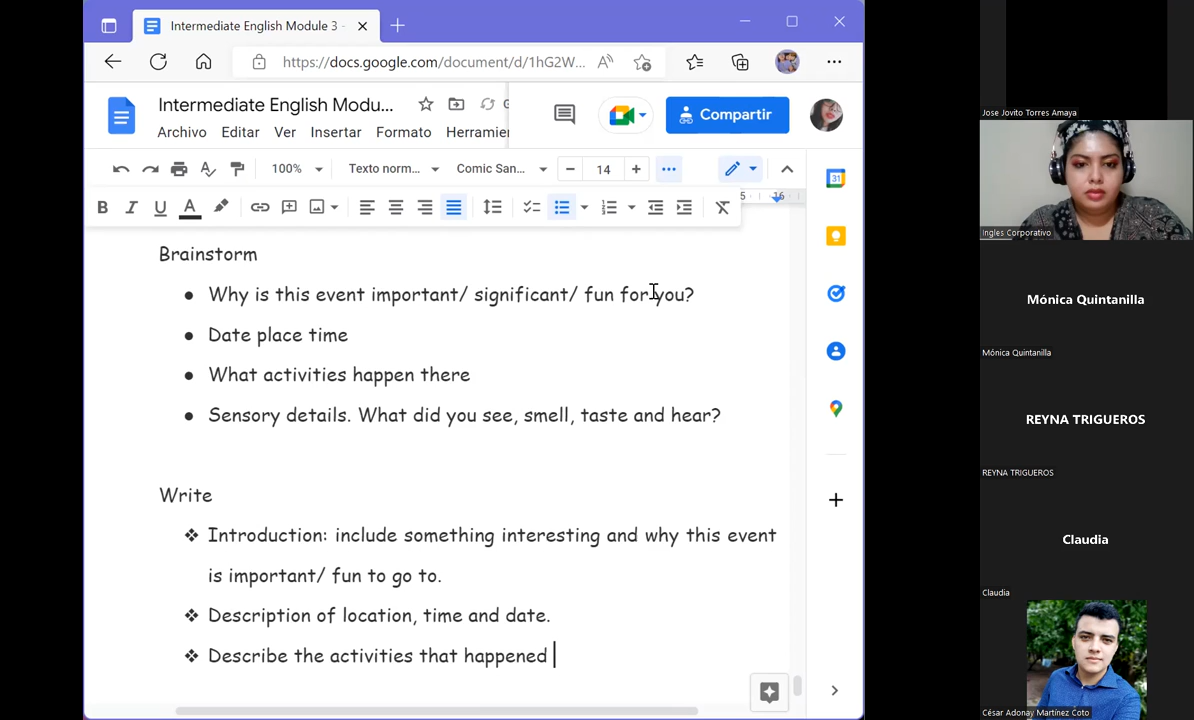 Intermediate English Module 3 -
https://docs.google.com/document/d/1hG2W...
Intermediate English Modu...
Compartir
Archivo Editar Ver Insertar Formato Herramier
100% Texto norm... Comic San... 14
5 16
Brainstorm
Why is this event important/ significant/ fun for you?
Date place time
What activities happen there
Sensory details. What did you see, smell, taste and hear?
Write
Introduction: include something interesting and why this event
is important/ fun to go to.
Description of location, time and date.
Describe the activities that happened
31
Jose Jovito Torres Amaya
Ingles Corporativo
Mónica Quintanilla
Mónica Quintanilla
REYNA TRIGUEROS
REYNA TRIGUEROS
Claudia
Claudia
César Adonay Martínez Coto